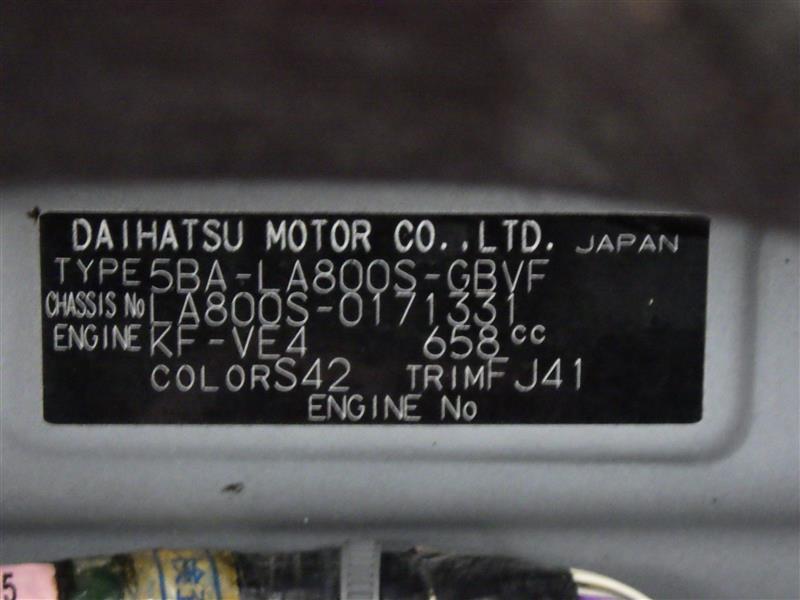 DAIHATSU MOTOR CO.,LTD. JAPAN
TYPE 5BA-LA800S-GBVF
CHASSIS No LA800S-0171331
ENGINE KF-VE4 658cc
COLOR S42 TRIM FJ41
ENGINE No
5